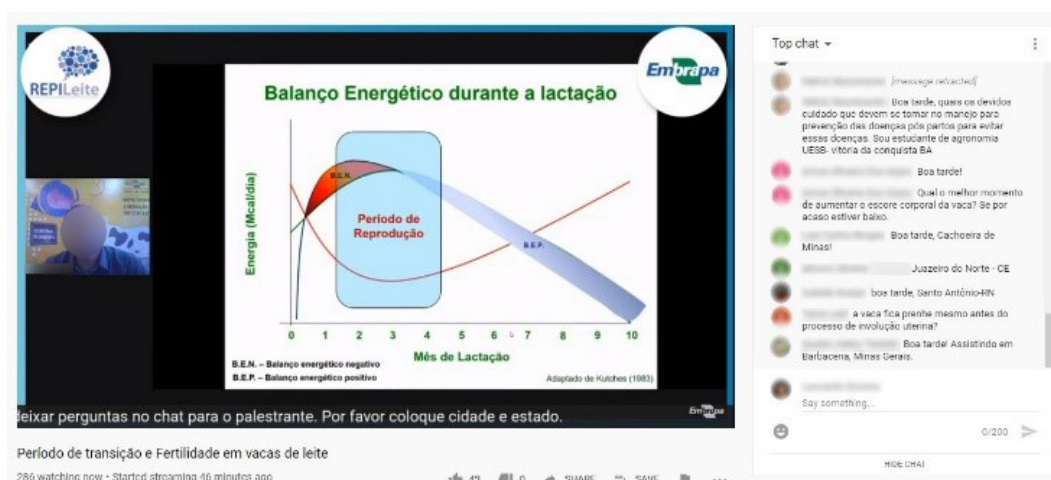 REPILeite
Embrapa
Balanço Energético durante a lactação
Energia (Mcal/dia)
B.E.N.
Período de
Reprodução
B.E.P.
0 1 2 3 4 5 6 7 8 9 10
Mês de Lactação
B.E.N. – Balanço energético negativo
B.E.P. – Balanço energético positivo
Adaptado de Kutches (1983)
deixar perguntas no chat para o palestrante. Por favor coloque cidade e estado.
Embrapa
Período de transição e Fertilidade em vacas de leite
286 watching now • Started streaming 46 minutes ago
49 0 SHARE SAVE
Top chat
[message retracted]
Boa tarde, quais os devidos
cuidado que devem se tomar no manejo para
prevenção das doenças pós partos para evitar
essas doenças. Sou estudante de agronomia
UESB- vitória da conquista BA
Boa tarde!
Qual o melhor momento
de aumentar o escore corporal da vaca? Se por
acaso estiver baixo.
Boa tarde, Cachoeira de
Minas!
Juazeiro do Norte - CE
boa tarde, Santo Antônio-RN
a vaca fica prenhe mesmo antes do
processo de involução uterina?
Boa tarde! Assistindo em
Barbacena, Minas Gerais.
Say something...
0/200
HIDE CHAT